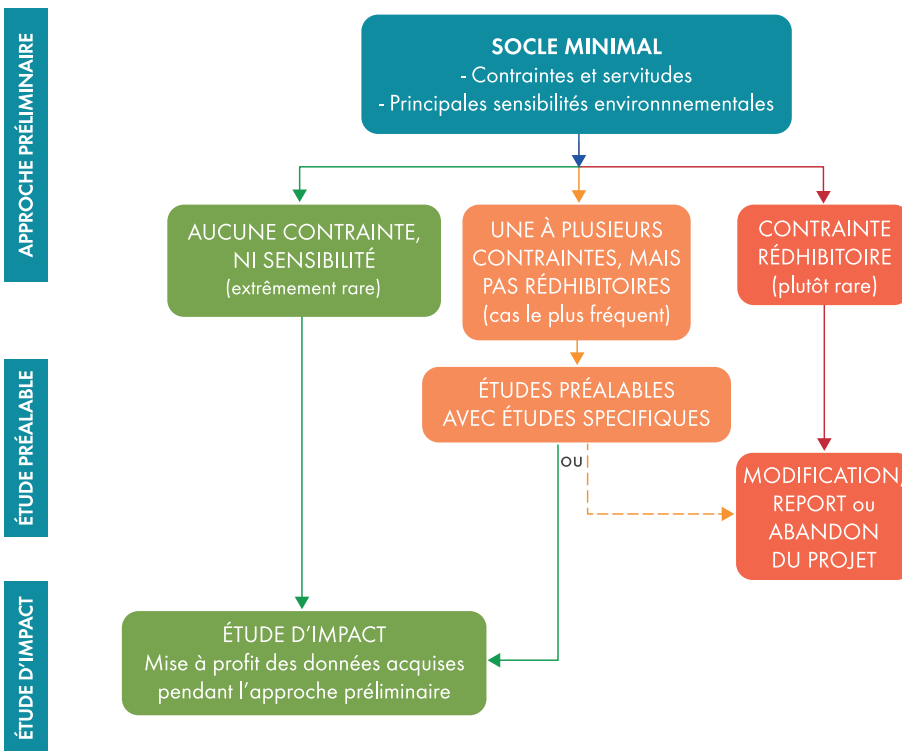 APPROCHE PRÉLIMINAIRE
SOCLE MINIMAL
- Contraintes et servitudes
- Principales sensibilités environnnementales
AUCUNE CONTRAINTE,
NI SENSIBILITÉ
(extrêmement rare)
UNE À PLUSIEURS
CONTRAINTES, MAIS
PAS RÉDHIBITOIRES
(cas le plus fréquent)
CONTRAINTE
RÉDHIBITOIRE
(plutôt rare)
ÉTUDE PRÉALABLE
ÉTUDES PRÉALABLES
AVEC ÉTUDES SPECIFIQUES
OU
MODIFICATION,
REPORT ou
ABANDON
DU PROJET
ÉTUDE D’IMPACT
ÉTUDE D’IMPACT
Mise à profit des données acquises
pendant l’approche préliminaire